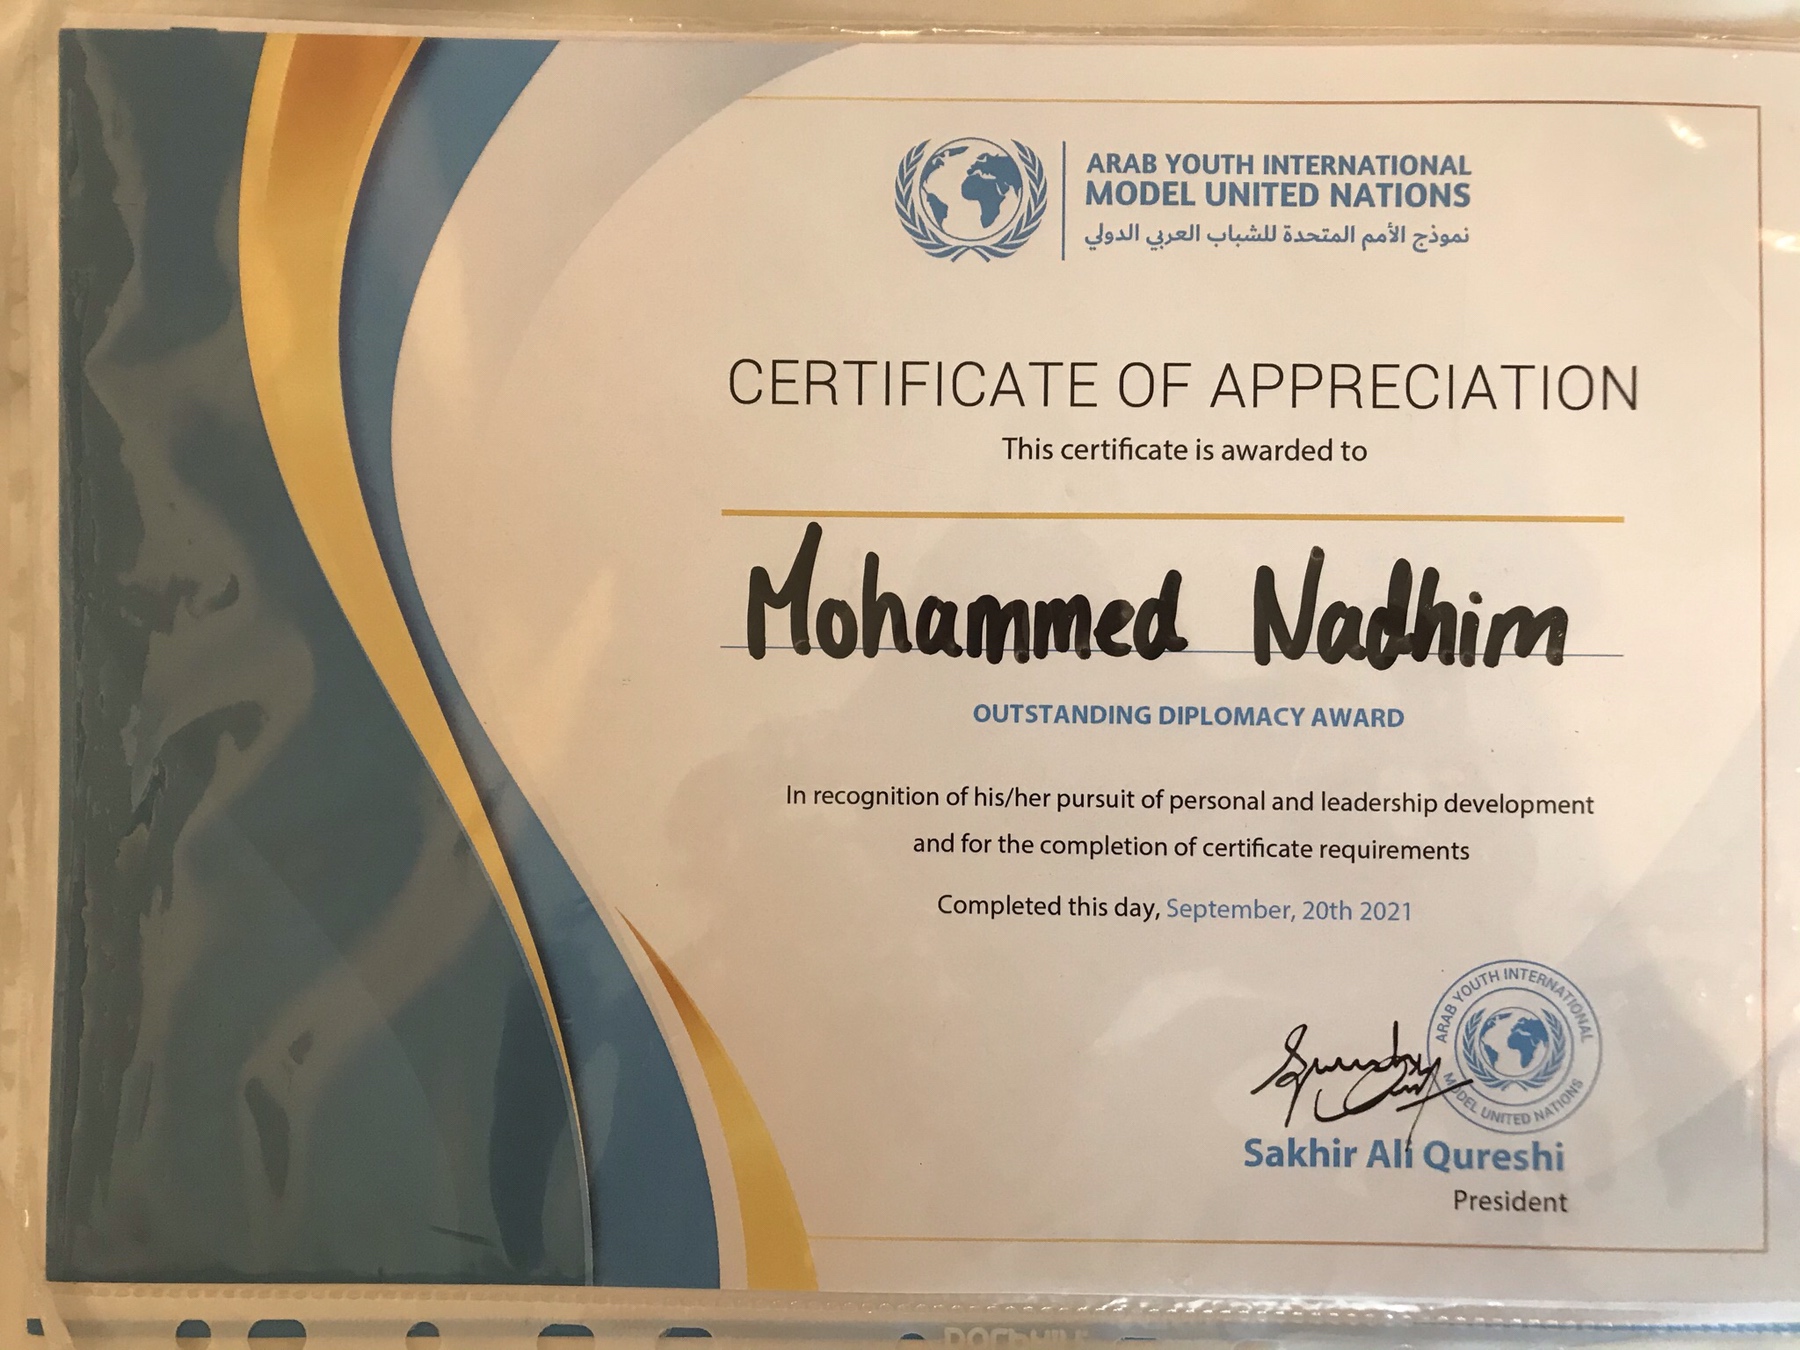 ARAB YOUTH INTERNATIONAL
MODEL UNITED NATIONS
نموذج الأمم المتحدة للشباب العربي الدولي
CERTIFICATE OF APPRECIATION
This certificate is awarded to
Mohammed Nadhim
OUTSTANDING DIPLOMACY AWARD
In recognition of his/her pursuit of personal and leadership development
and for the completion of certificate requirements
Completed this day, September, 20th 2021
ARAB YOUTH INTERNATIONAL
MODEL UNITED NATIONS
Sakhir Ali Qureshi
President